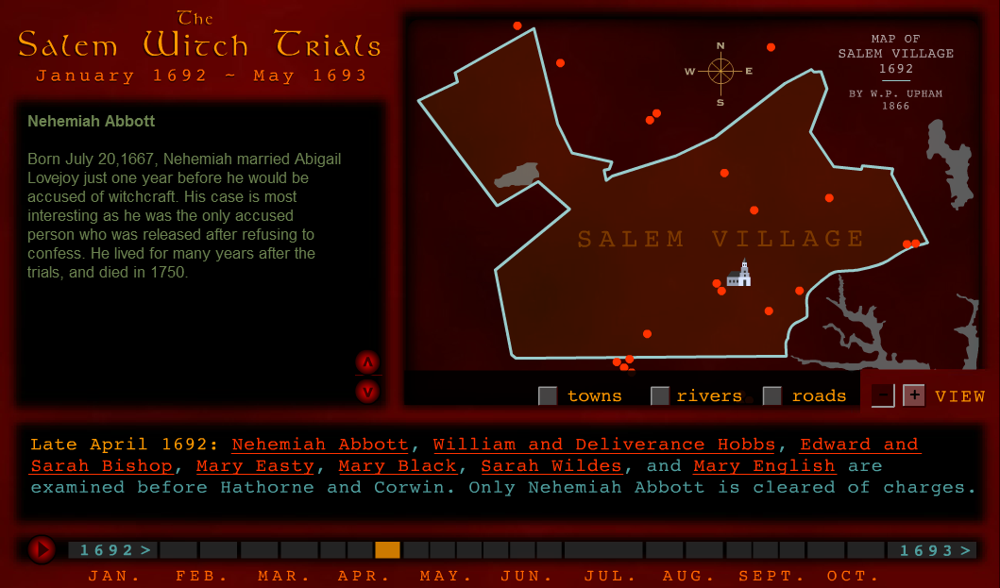 The
Salem Witch Trials
January 1692 ~ May 1693
Nehemiah Abbott
Born July 20,1667, Nehemiah married Abigail
Lovejoy just one year before he would be
accused of witchcraft. His case is most
interesting as he was the only accused
person who was released after refusing to
confess. He lived for many years after the
trials, and died in 1750.
N
W E
S
MAP OF
SALEM VILLAGE
1692
BY W.P. UPHAM
1866
SALEM VILLAGE
towns rivers roads - + VIEW
Late April 1692: Nehemiah Abbott, William and Deliverance Hobbs, Edward and
Sarah Bishop, Mary Easty, Mary Black, Sarah Wildes, and Mary English are
examined before Hathorne and Corwin. Only Nehemiah Abbott is cleared of charges.
1692 > 1693 >
JAN. FEB. MAR. APR. MAY. JUN. JUL. AUG. SEPT. OCT.